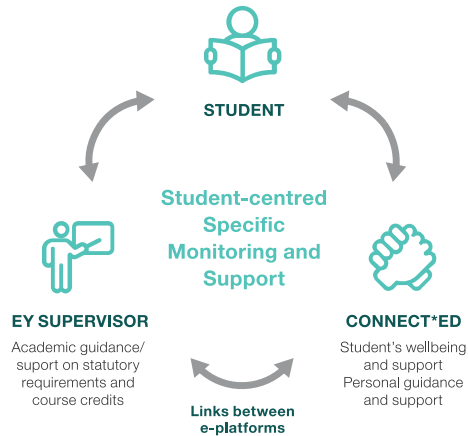 STUDENT
Student-centred
Specific
Monitoring and
Support
EY SUPERVISOR
Academic guidance/
suport on statutory
requirements and
course credits
CONNECT*ED
Student's wellbeing
and support
Personal guidance
and support
Links between
e-platforms